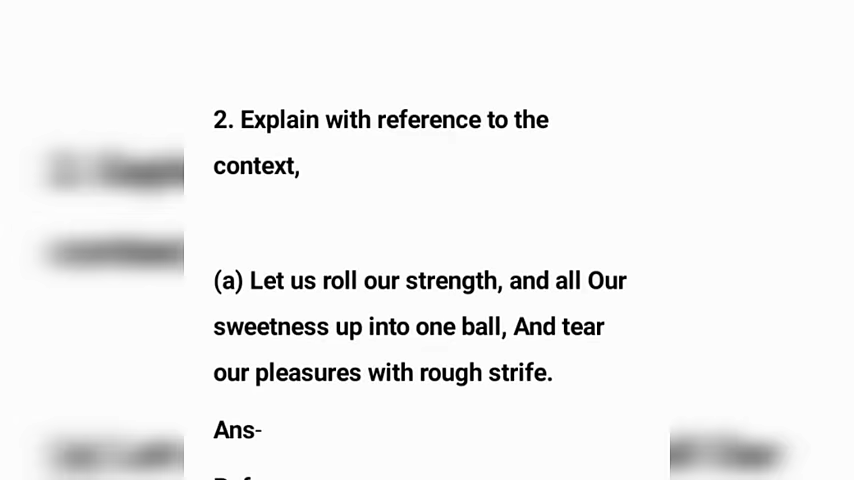 2. Explain with reference to the
context,
(a) Let us roll our strength, and all Our
sweetness up into one ball, And tear
our pleasures with rough strife.
Ans-